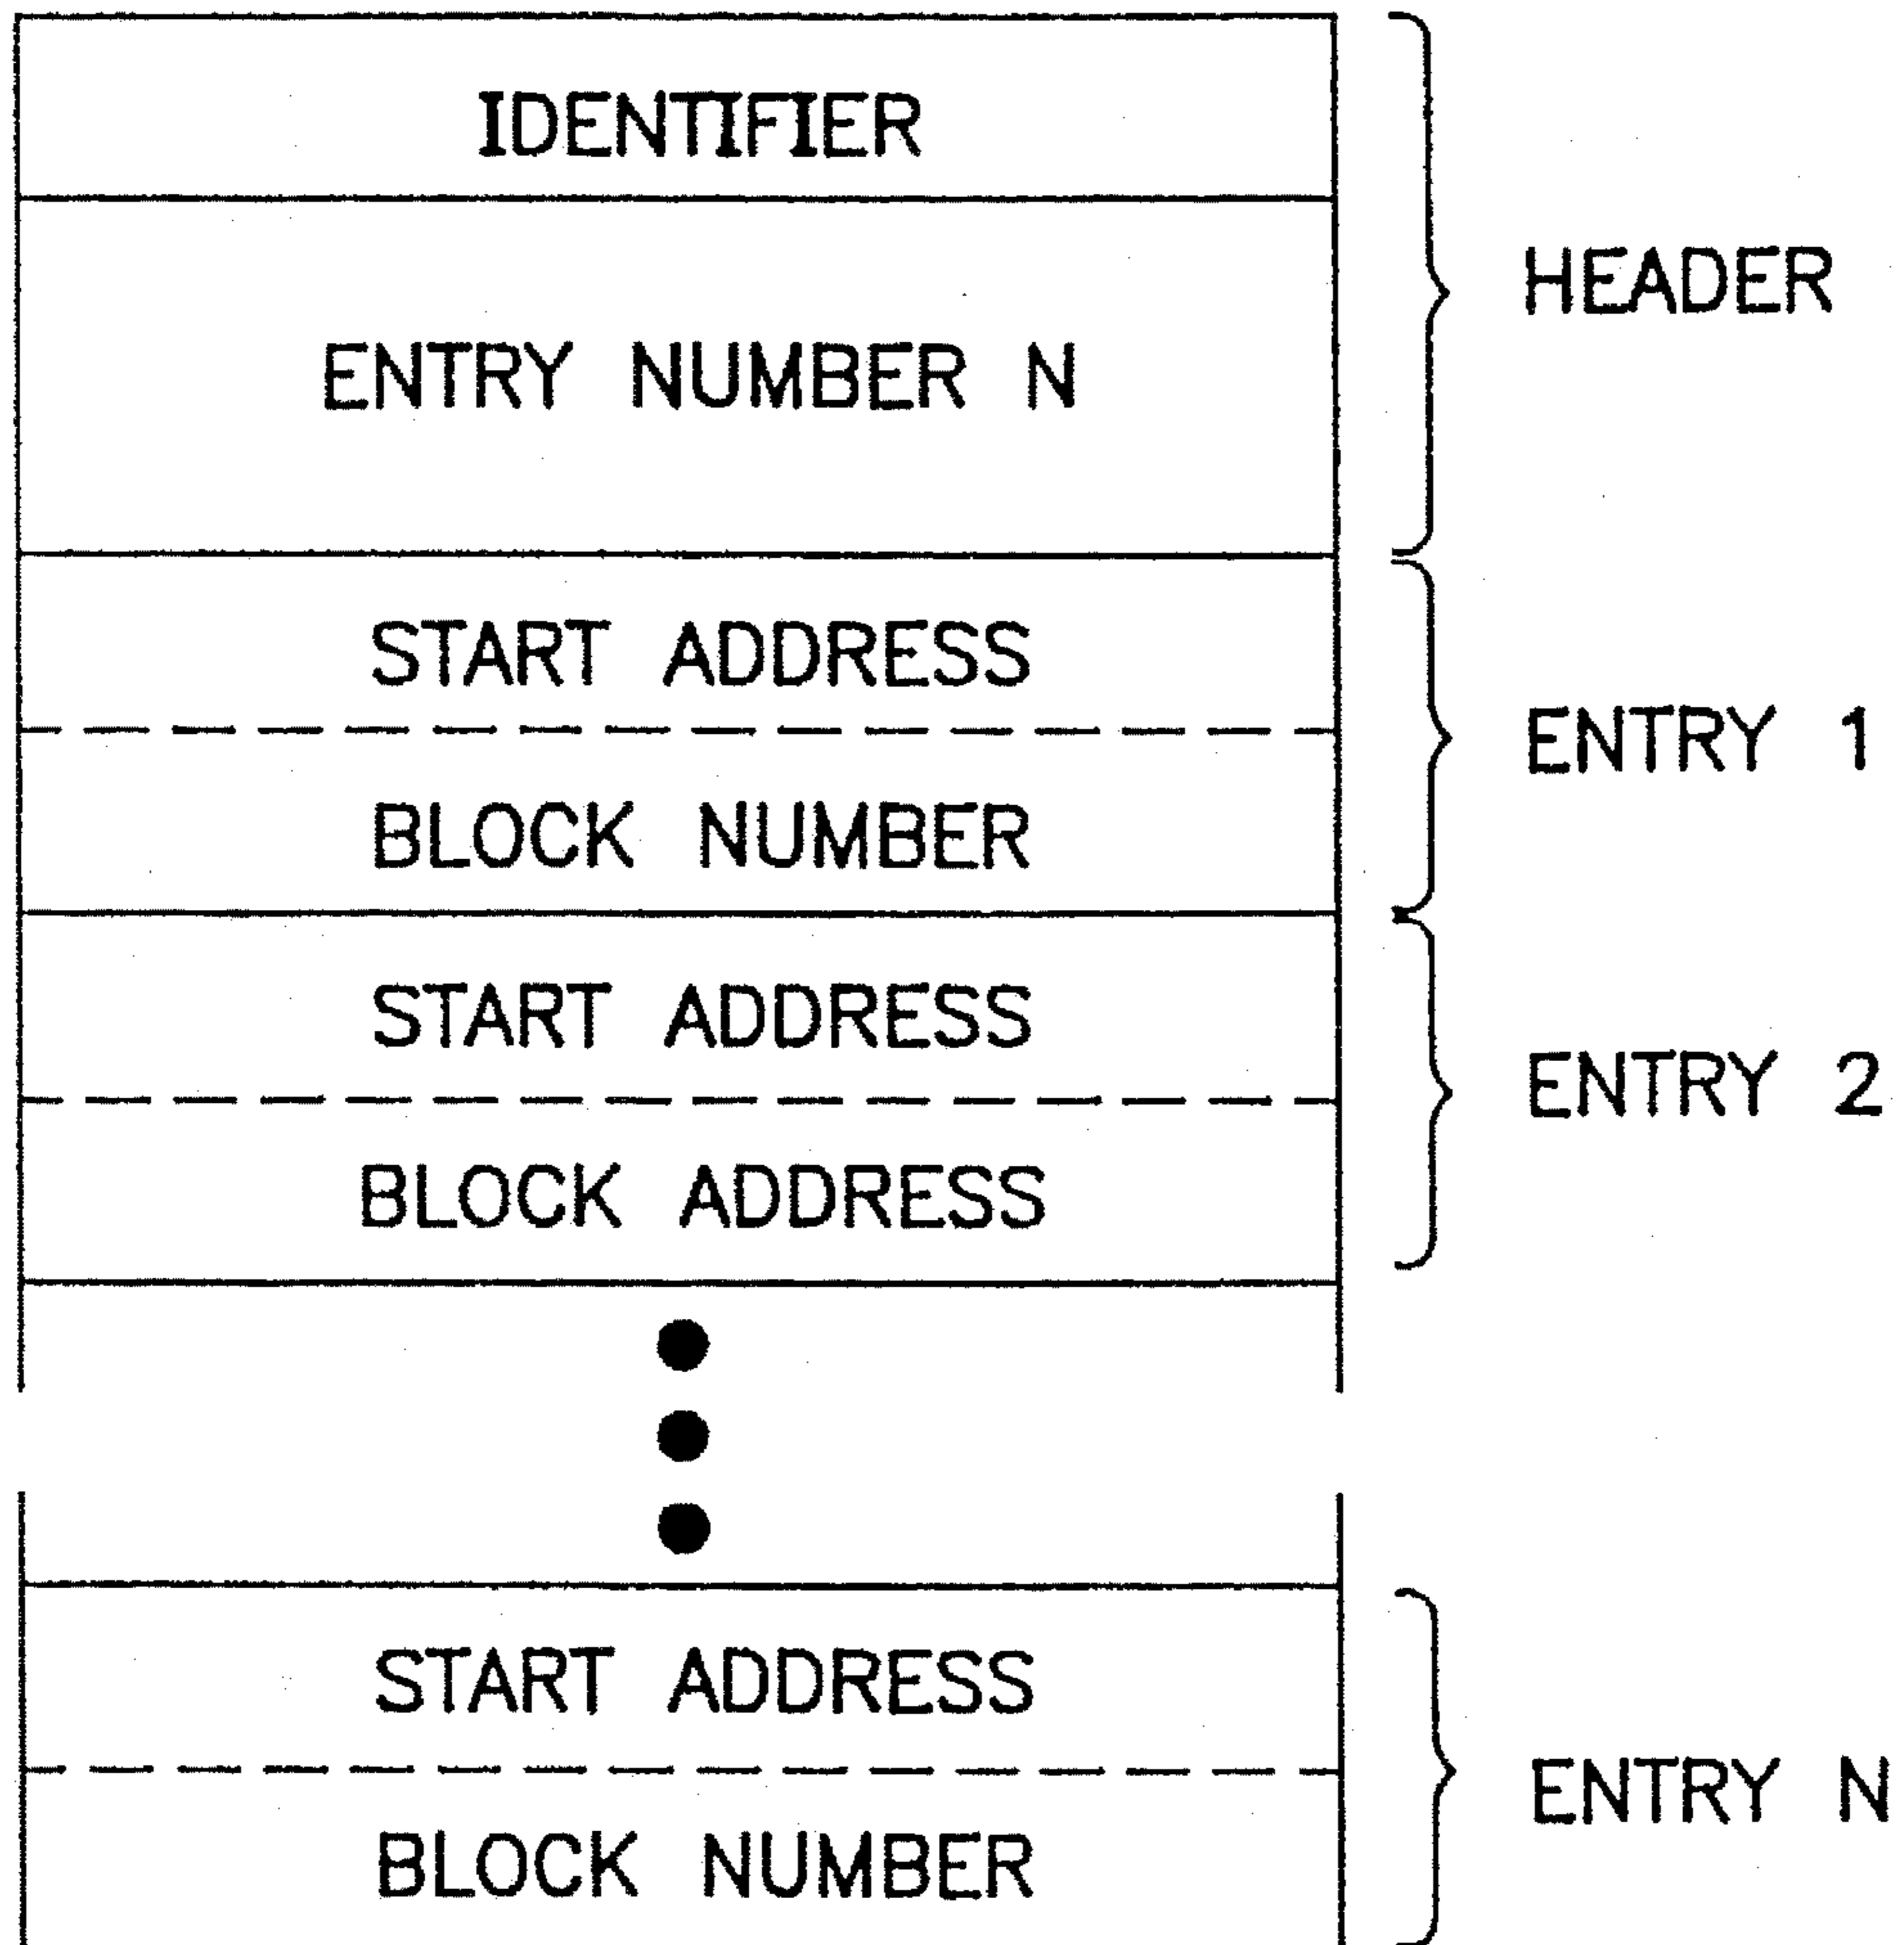 IDENTIFIER
ENTRY NUMBER N
HEADER
START ADDRESS
BLOCK NUMBER
ENTRY 1
START ADDRESS
BLOCK ADDRESS
ENTRY 2
START ADDRESS
BLOCK NUMBER
ENTRY N